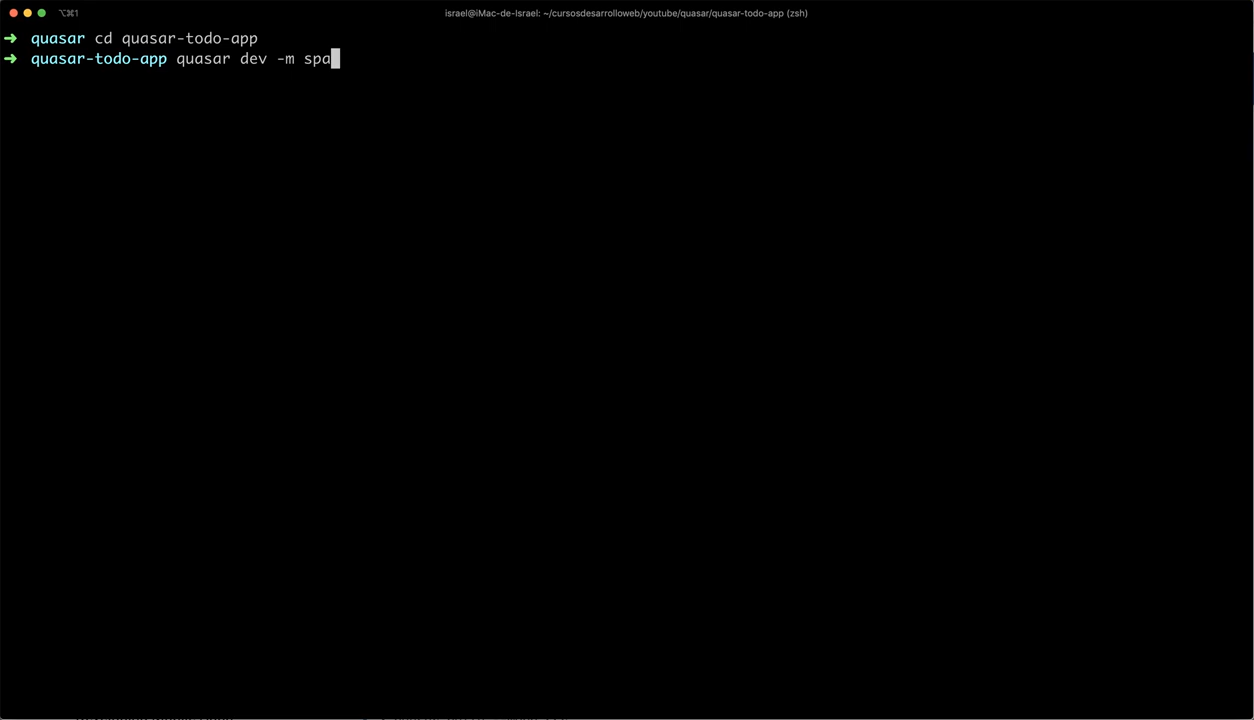 ⌥⌘1 israel@iMac-de-Israel: ~/cursosdesarrolloweb/youtube/quasar/quasar-todo-app (zsh)
➜ quasar cd quasar-todo-app
➜ quasar-todo-app quasar dev -m spa